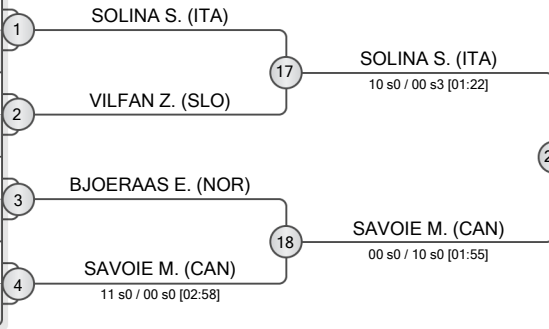 1
SOLINA S. (ITA)
17
SOLINA S. (ITA)
10 s0 / 00 s3 [01:22]
2
VILFAN Z. (SLO)
3
BJOERAAS E. (NOR)
18
SAVOIE M. (CAN)
00 s0 / 10 s0 [01:55]
4
SAVOIE M. (CAN)
11 s0 / 00 s0 [02:58]